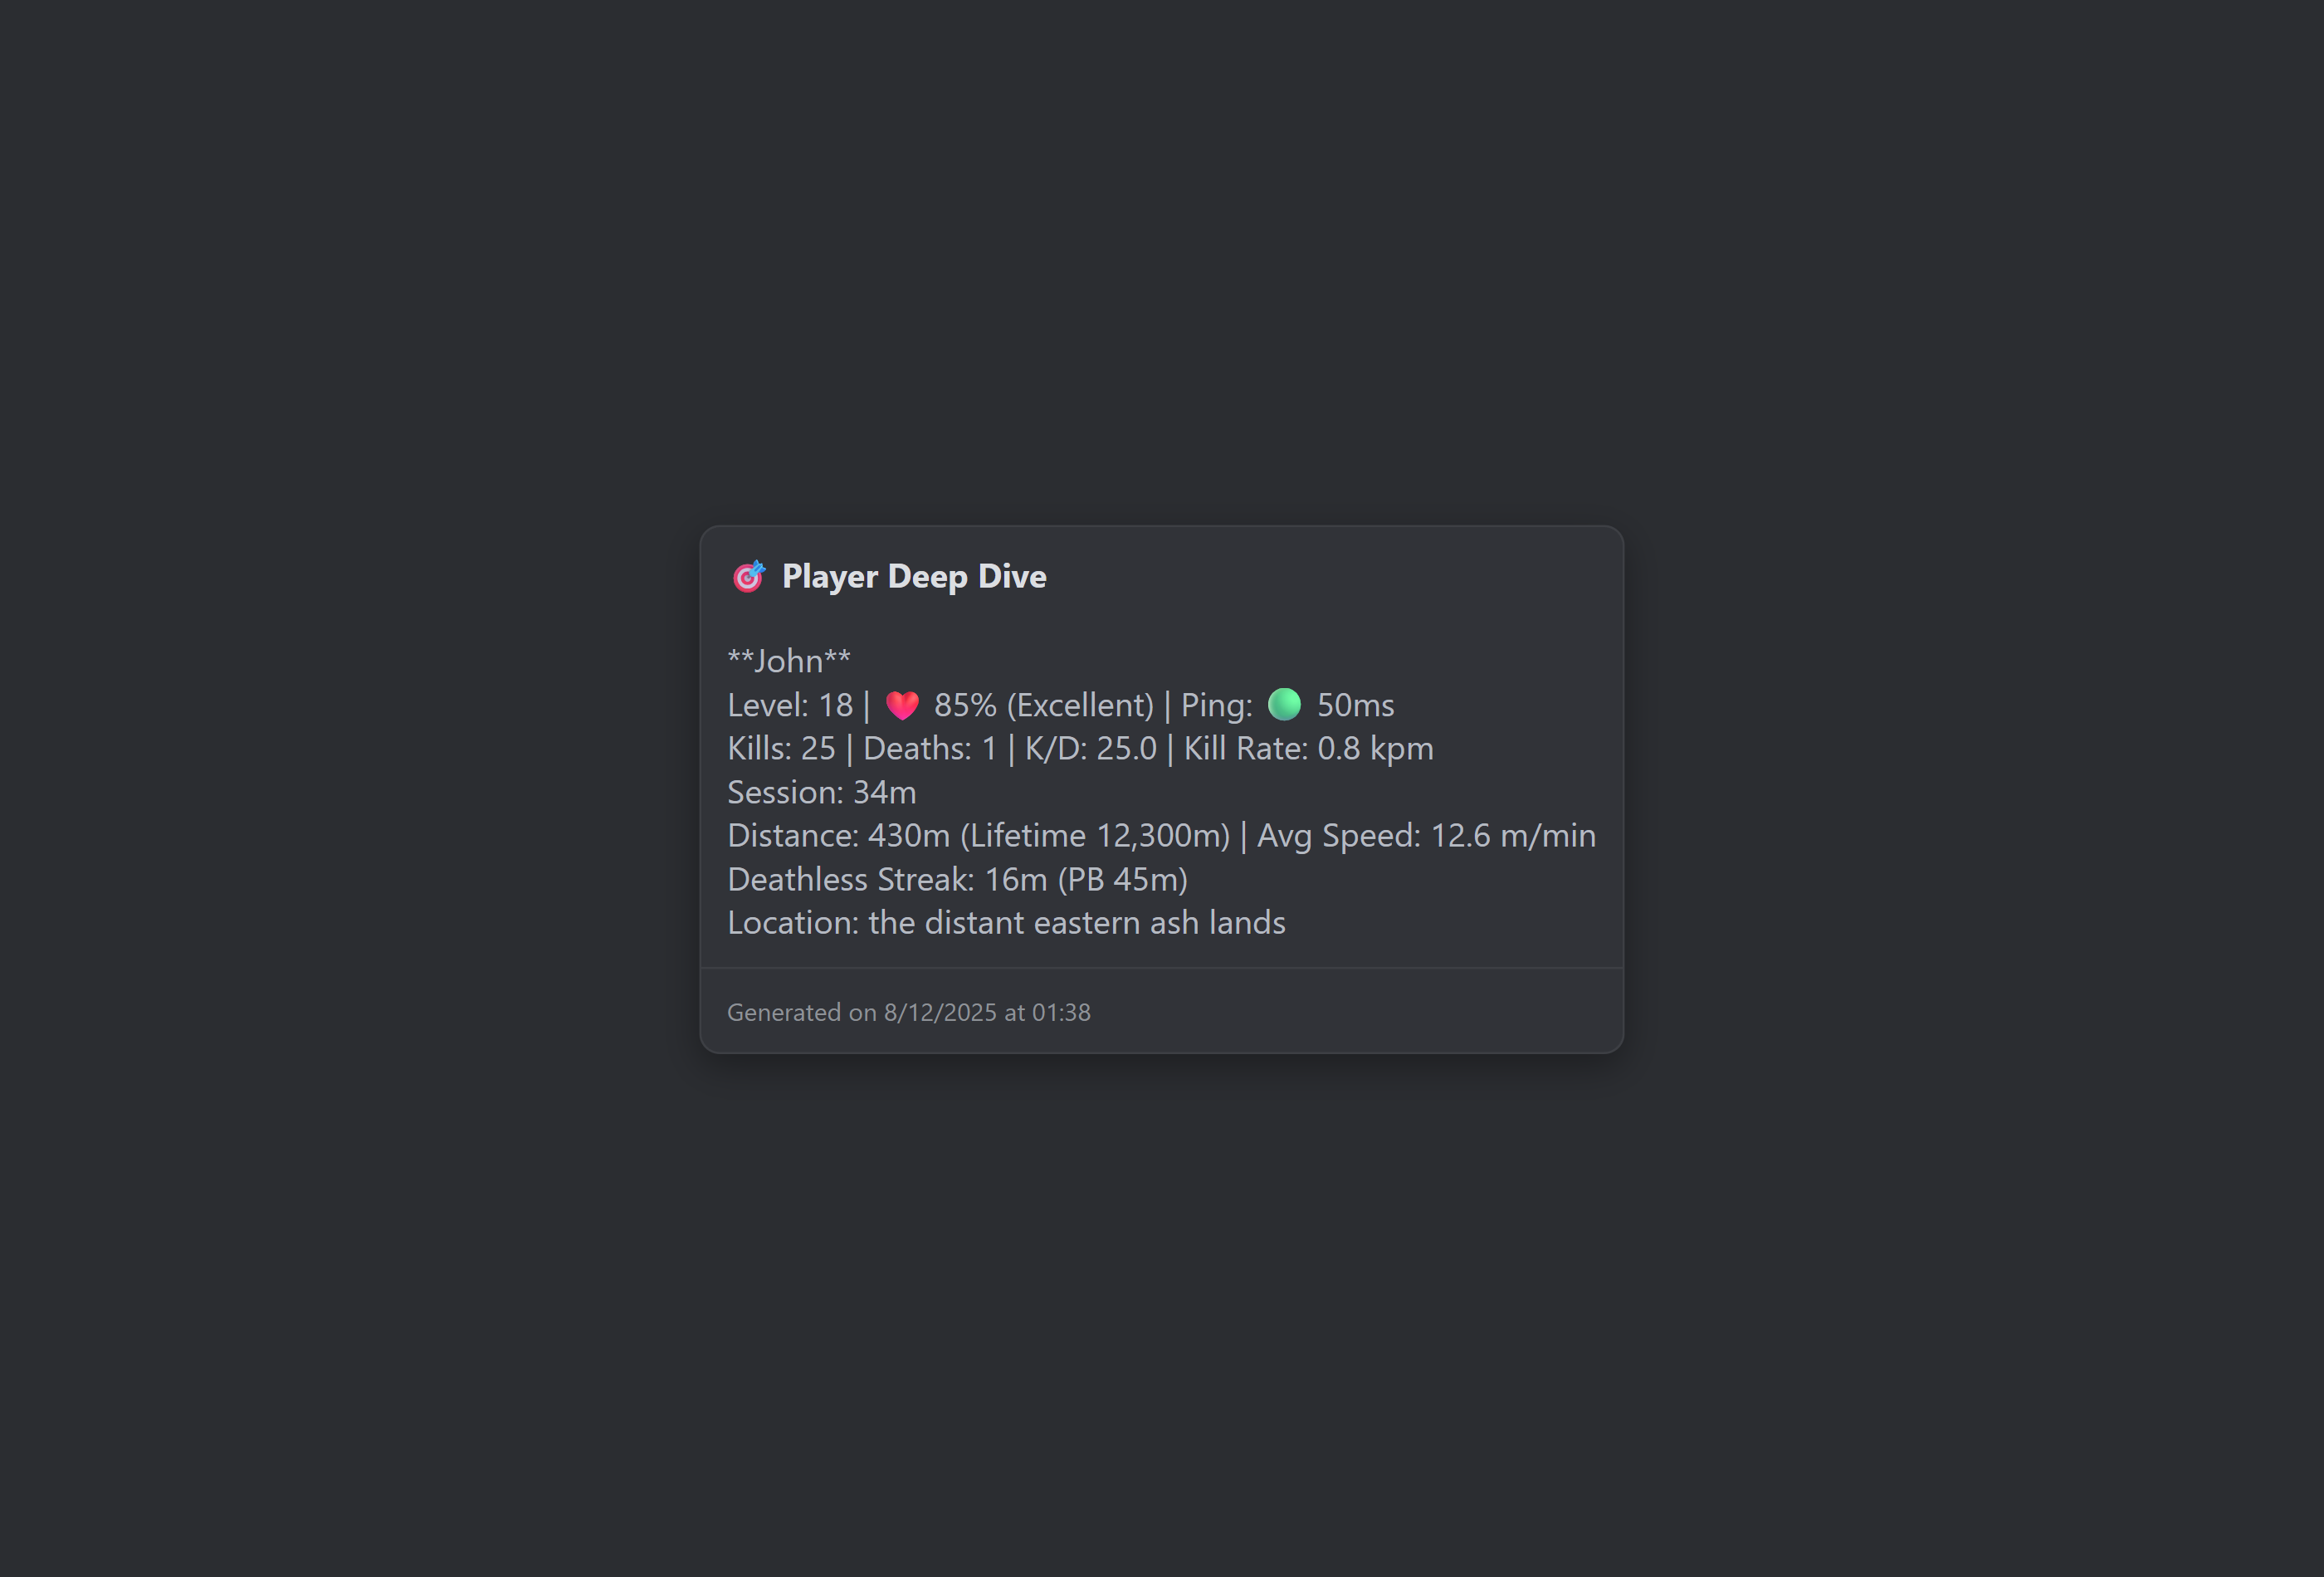 🎯 Player Deep Dive
**John**
Level: 18 | ❤️ 85% (Excellent) | Ping: 🟢 50ms
Kills: 25 | Deaths: 1 | K/D: 25.0 | Kill Rate: 0.8 kpm
Session: 34m
Distance: 430m (Lifetime 12,300m) | Avg Speed: 12.6 m/min
Deathless Streak: 16m (PB 45m)
Location: the distant eastern ash lands
Generated on 8/12/2025 at 01:38